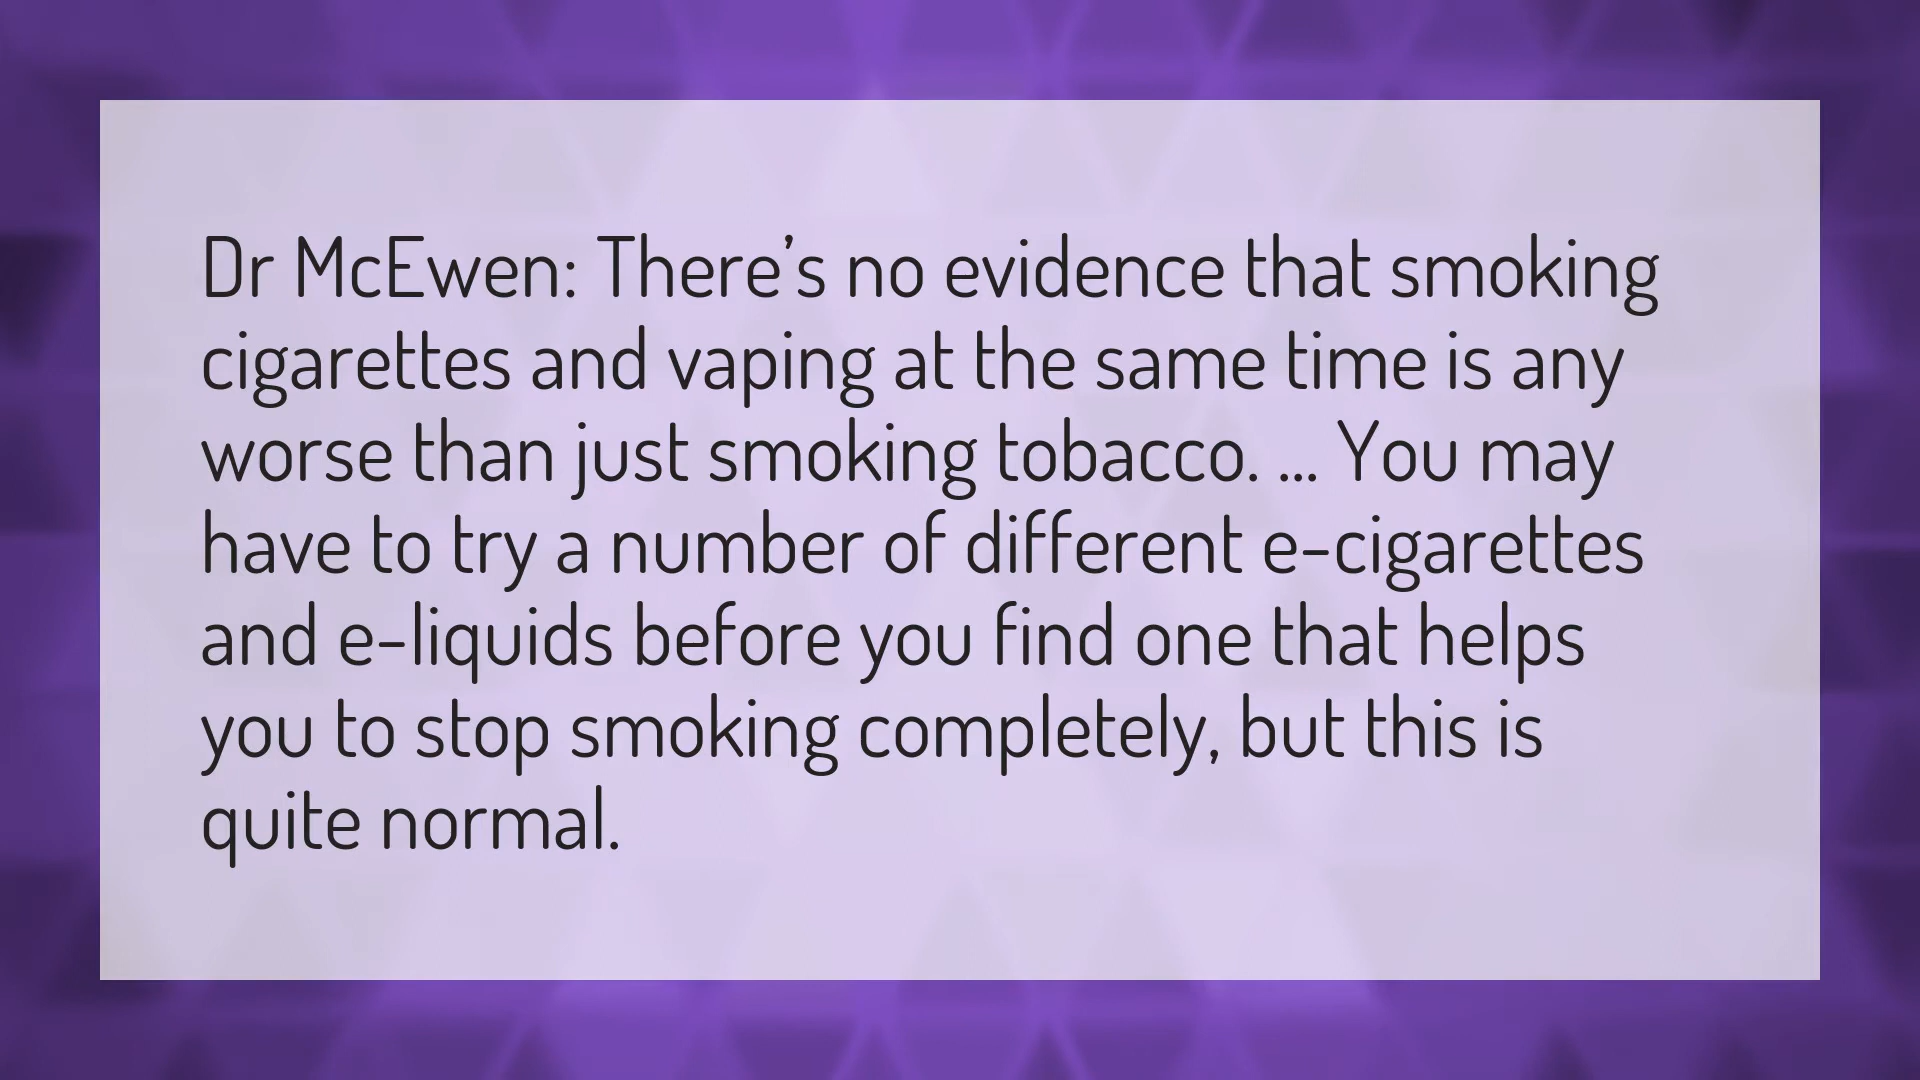 Dr McEwen: There’s no evidence that smoking
cigarettes and vaping at the same time is any
worse than just smoking tobacco. ... You may
have to try a number of different e-cigarettes
and e-liquids before you find one that helps
you to stop smoking completely, but this is
quite normal.